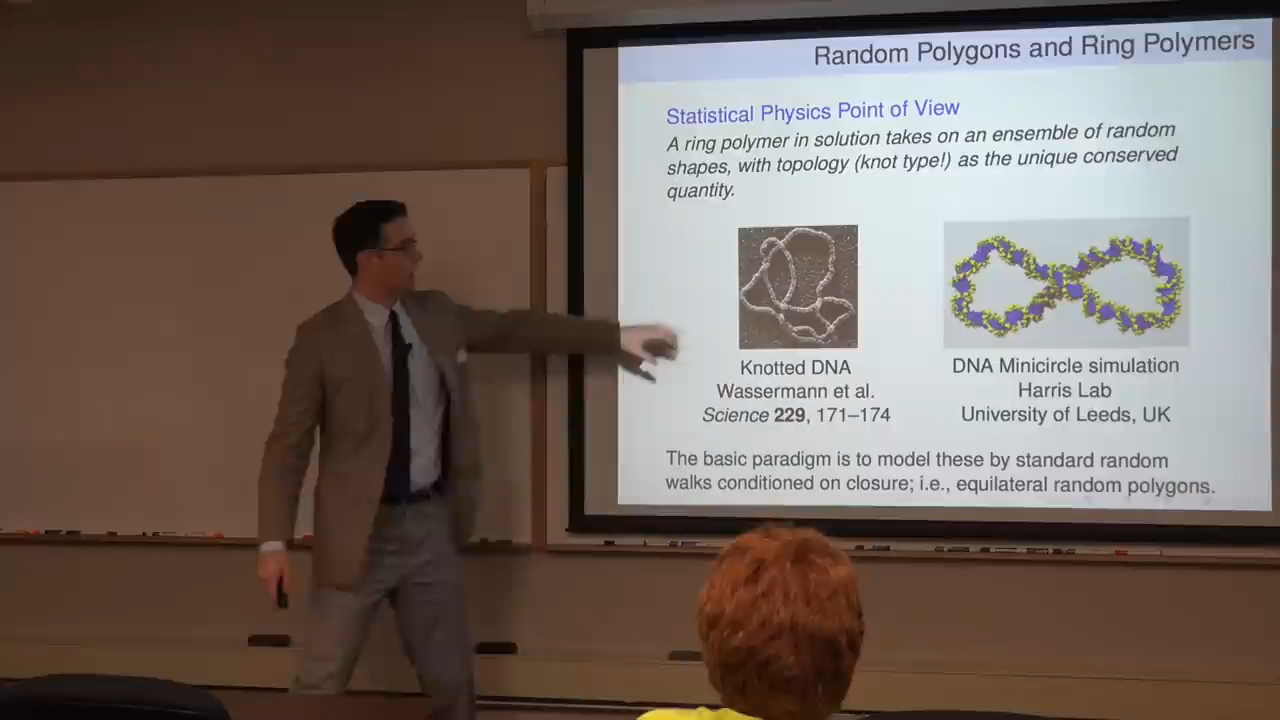 Random Polygons and Ring Polymers
Statistical Physics Point of View
A ring polymer in solution takes on an ensemble of random
shapes, with topology (knot type!) as the unique conserved
quantity.
Knotted DNA
Wassermann et al.
Science 229, 171–174
DNA Minicircle simulation
Harris Lab
University of Leeds, UK
The basic paradigm is to model these by standard random
walks conditioned on closure; i.e., equilateral random polygons.